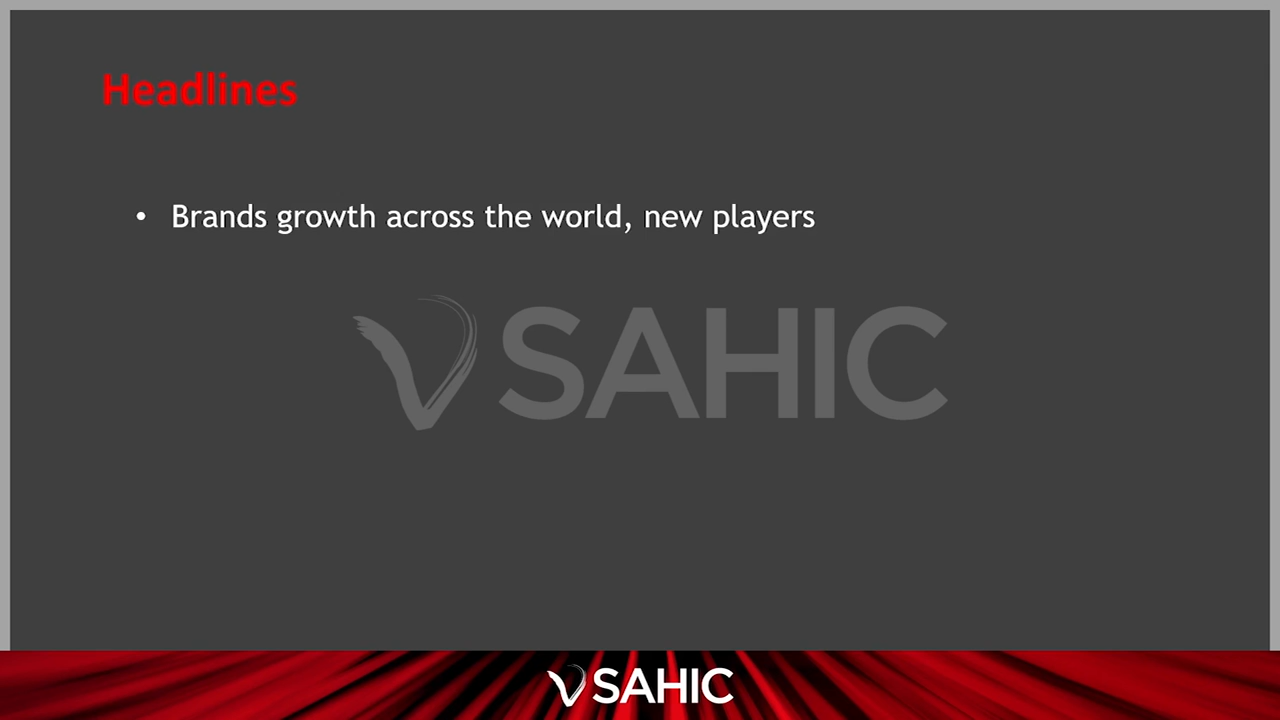 Headlines
• Brands growth across the world, new players
SAHIC
SAHIC